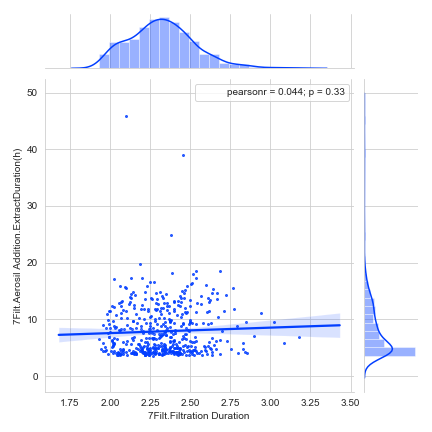 pearsonr = 0.044; p = 0.33
50
40
30
20
10
0
7Filt.Aerosil Addition.ExtractDuration(h)
1.75 2.00 2.25 2.50 2.75 3.00 3.25 3.50
7Filt.Filtration Duration